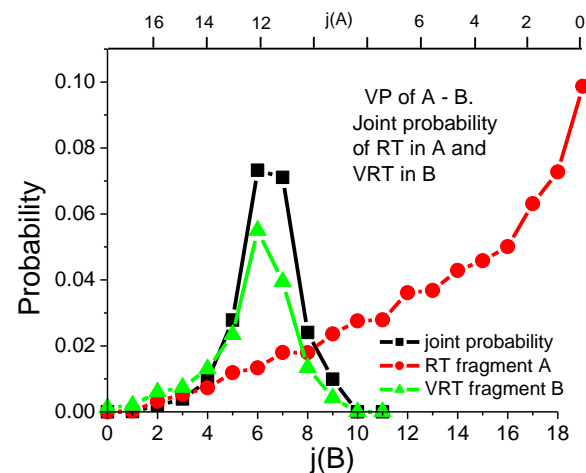 16 14 12 j(A) 6 4 2 0
VP of A - B.
Joint probability
of RT in A and
VRT in B
0.10
0.08
0.06
0.04
0.02
0.00
Probability
joint probability
RT fragment A
VRT fragment B
0 2 4 6 8 10 12 14 16 18
j(B)